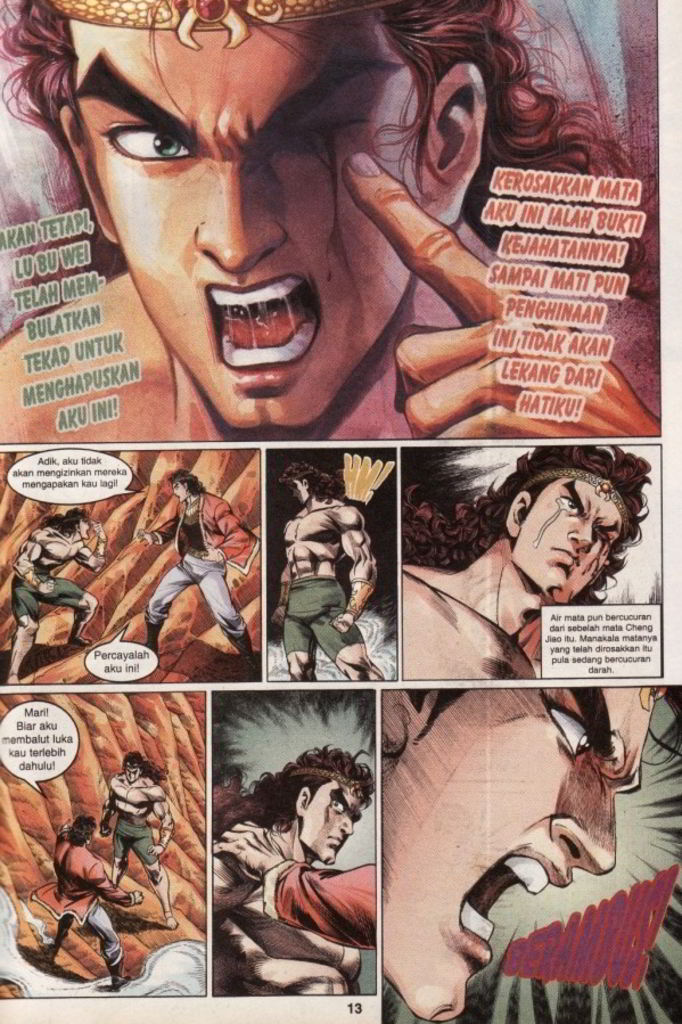 AKAN TETAPI,
LU BU WEI
TELAH MEM-
BULATKAN
TEKAD UNTUK
MENGHAPUSKAN
AKU INI!
KEROSAKKAN MATA
AKU INI IALAH BUKTI
KEJAHATANNYA!
SAMPAI MATI PUN
PENGHINAAN
INI TIDAK AKAN
LEKANG DARI
HATIKU!
Adik, aku tidak
akan mengizinkan mereka
mengapakan kau lagi!
Percayalah
aku ini!
HM!
Air mata pun bercucuran
dari sebelah mata Cheng
Jiao itu. Manakala matanya
yang telah dirosakkan itu
pula sedang bercucuran
darah.
Mari!
Biar aku
membalut luka
kau terlebih
dahulu!
BERAMBUH!
13